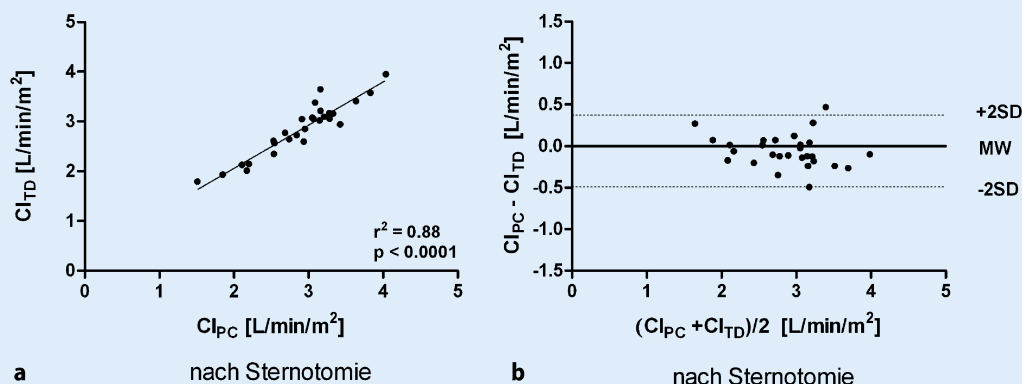 5
4
3
2
1
0
CI_TD [L/min/m²]
r² = 0.88
p < 0.0001
0 1 2 3 4 5
CI_PC [L/min/m²]
a nach Sternotomie
1.5
1.0
0.5
0.0
-0.5
-1.0
-1.5
CI_PC - CI_TD [L/min/m²]
+2SD
MW
-2SD
0 1 2 3 4 5
(CI_PC +CI_TD)/2 [L/min/m²]
b nach Sternotomie